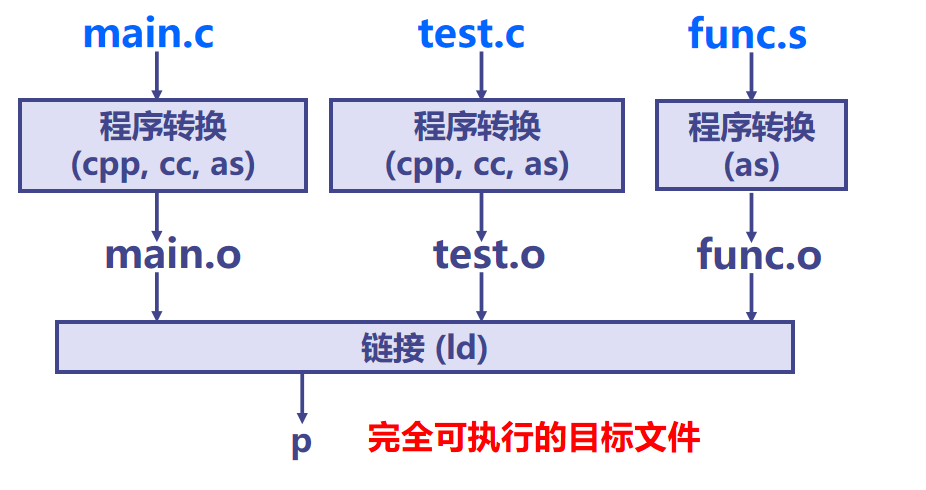 main.c
test.c
func.s
程序转换
(cpp, cc, as)
程序转换
(cpp, cc, as)
程序转换
(as)
main.o
test.o
func.o
链接 (ld)
p
完全可执行的目标文件